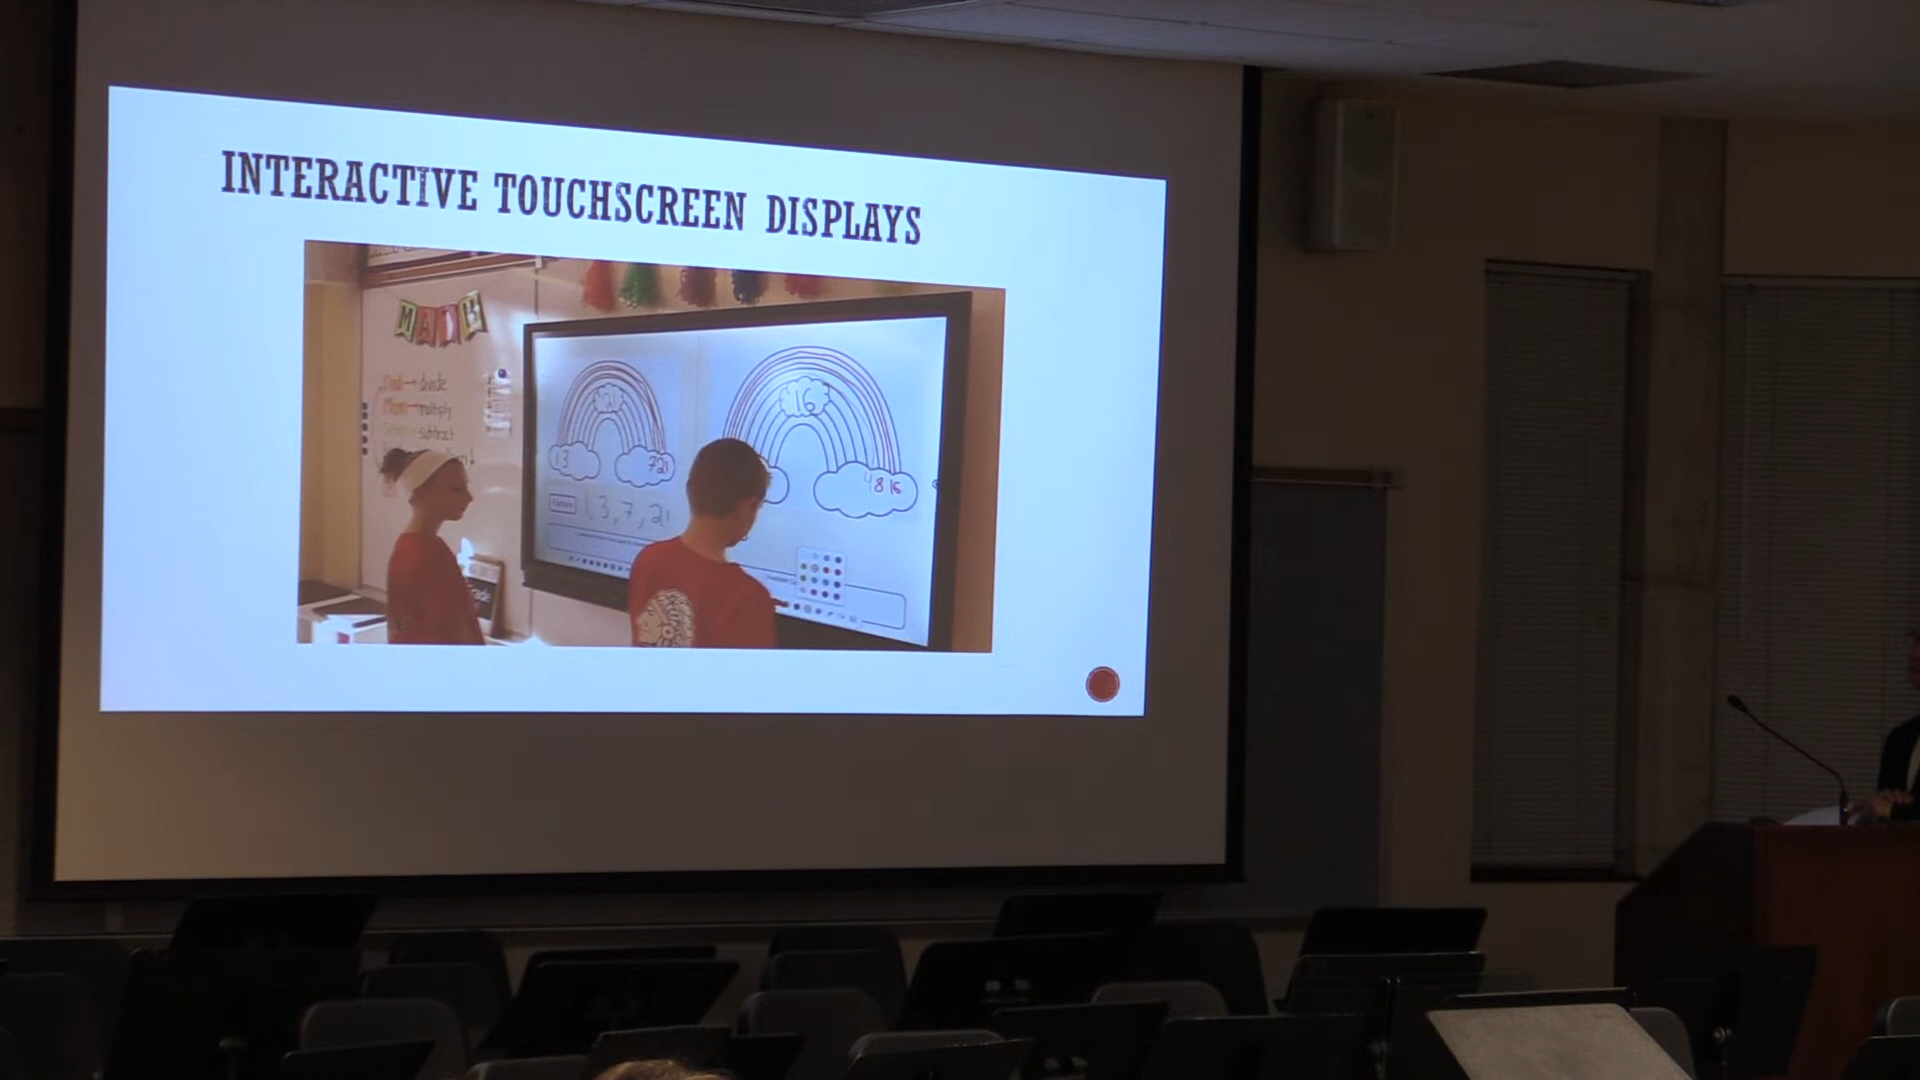 INTERACTIVE TOUCHSCREEN DISPLAYS
MATH
divide
multiply
subtract
21
16
1 3
7 21
4 8 16
Factors 1, 3, 7, 21